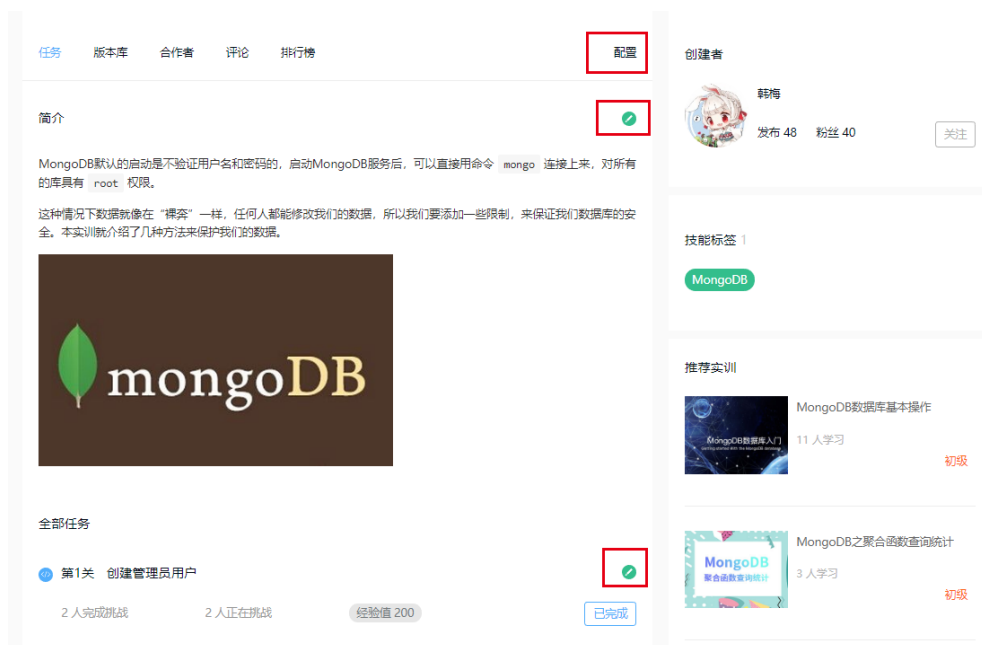 任务 版本库 合作者 评论 排行榜 配置
简介
MongoDB默认的启动是不验证用户名和密码的，启动MongoDB服务后，可以直接用命令 mongo 连接上来，对所有
的库具有 root 权限。
这种情况下数据就像在“裸奔”一样，任何人都能修改我们的数据，所以我们要添加一些限制，来保证我们数据库的安
全。本实训就介绍了几种方法来保护我们的数据。
mongoDB
全部任务
第1关 创建管理员用户
2 人完成挑战 2 人正在挑战 经验值 200 已完成
创建者
韩梅
发布 48 粉丝 40 关注
技能标签 1
MongoDB
推荐实训
MongoDB数据库入门
MongoDB数据库基本操作
11 人学习
初级
MongoDB
聚合函数查询统计
MongoDB之聚合函数查询统计
3 人学习
初级